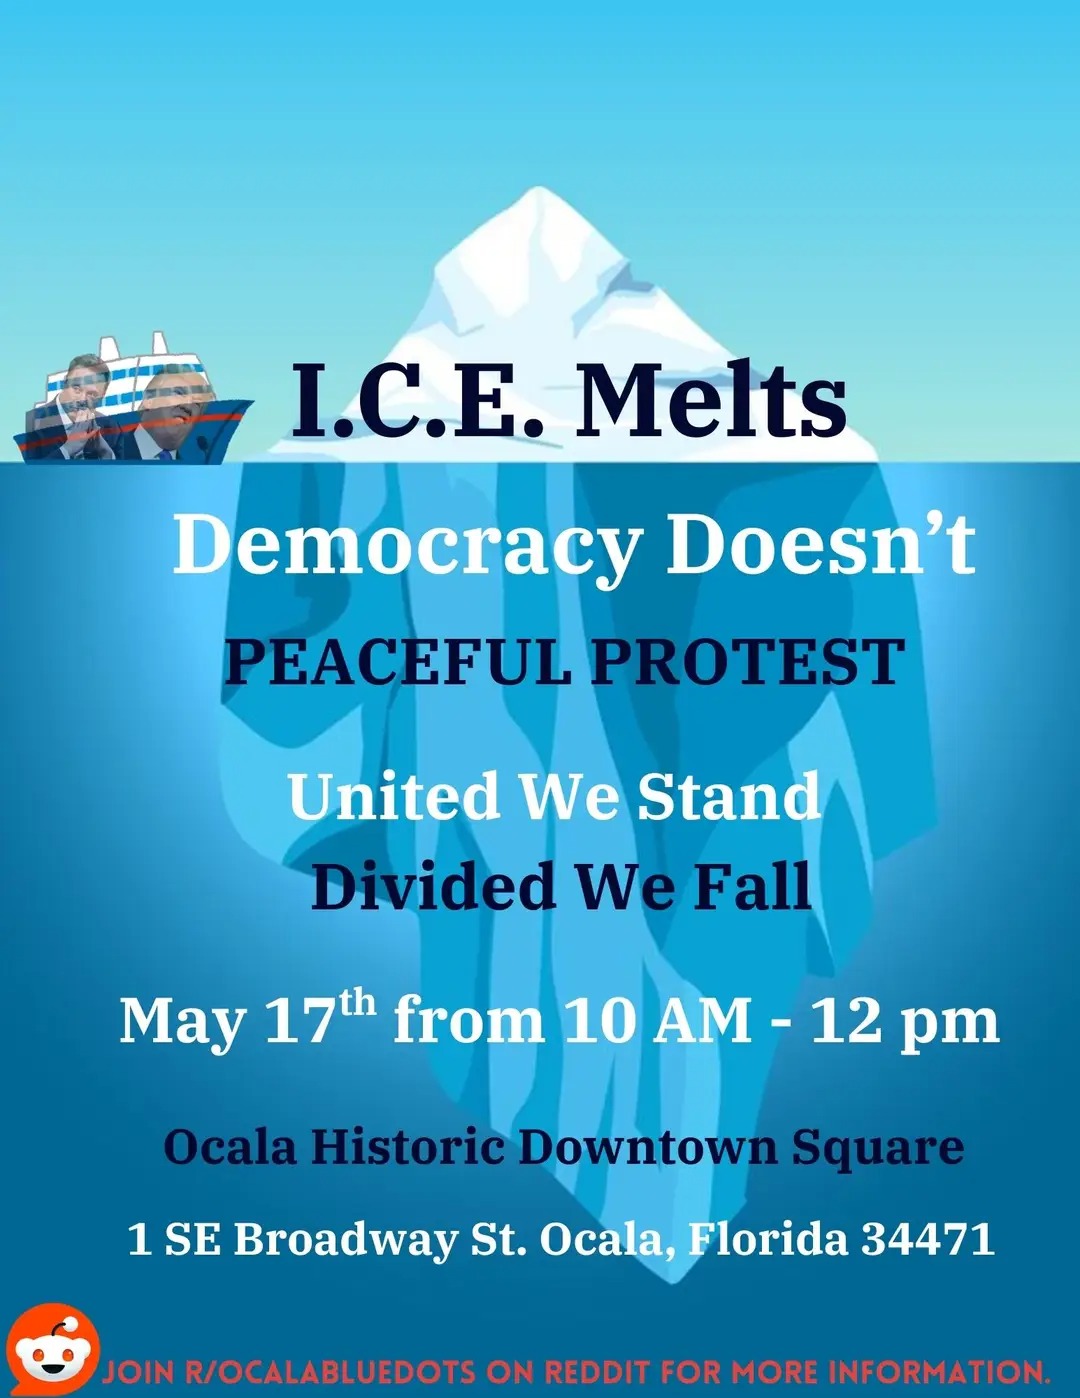 I.C.E. Melts
Democracy Doesn't
PEACEFUL PROTEST
United We Stand
Divided We Fall
May 17th from 10 AM - 12 pm
Ocala Historic Downtown Square
1 SE Broadway St. Ocala, Florida 34471
JOIN R/OCALABLUEDOTS ON REDDIT FOR MORE INFORMATION.